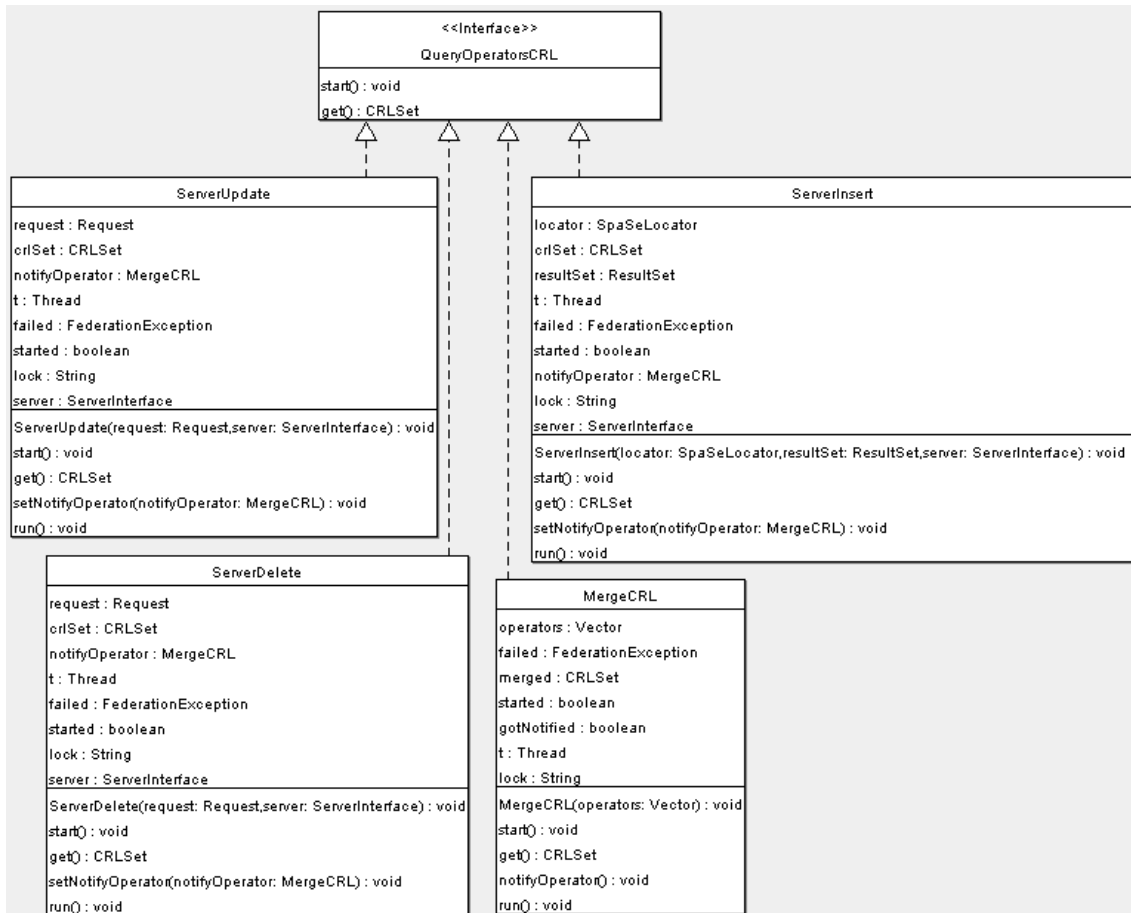 <<Interface>>
QueryOperatorsCRL
start() : void
get() : CRLSet
ServerUpdate
request : Request
crlSet : CRLSet
notifyOperator : MergeCRL
t : Thread
failed : FederationException
started : boolean
lock : String
server : ServerInterface
ServerUpdate(request: Request,server: ServerInterface) : void
start() : void
get() : CRLSet
setNotifyOperator(notifyOperator: MergeCRL) : void
run() : void
ServerInsert
locator : SpaSeLocator
crlSet : CRLSet
resultSet : ResultSet
t : Thread
failed : FederationException
started : boolean
notifyOperator : MergeCRL
lock : String
server : ServerInterface
ServerInsert(locator: SpaSeLocator,resultSet: ResultSet,server: ServerInterface) : void
start() : void
get() : CRLSet
setNotifyOperator(notifyOperator: MergeCRL) : void
run() : void
ServerDelete
request : Request
crlSet : CRLSet
notifyOperator : MergeCRL
t : Thread
failed : FederationException
started : boolean
lock : String
server : ServerInterface
ServerDelete(request: Request,server: ServerInterface) : void
start() : void
get() : CRLSet
setNotifyOperator(notifyOperator: MergeCRL) : void
run() : void
MergeCRL
operators : Vector
failed : FederationException
merged : CRLSet
started : boolean
gotNotified : boolean
t : Thread
lock : String
MergeCRL(operators: Vector) : void
start() : void
get() : CRLSet
notifyOperator() : void
run() : void